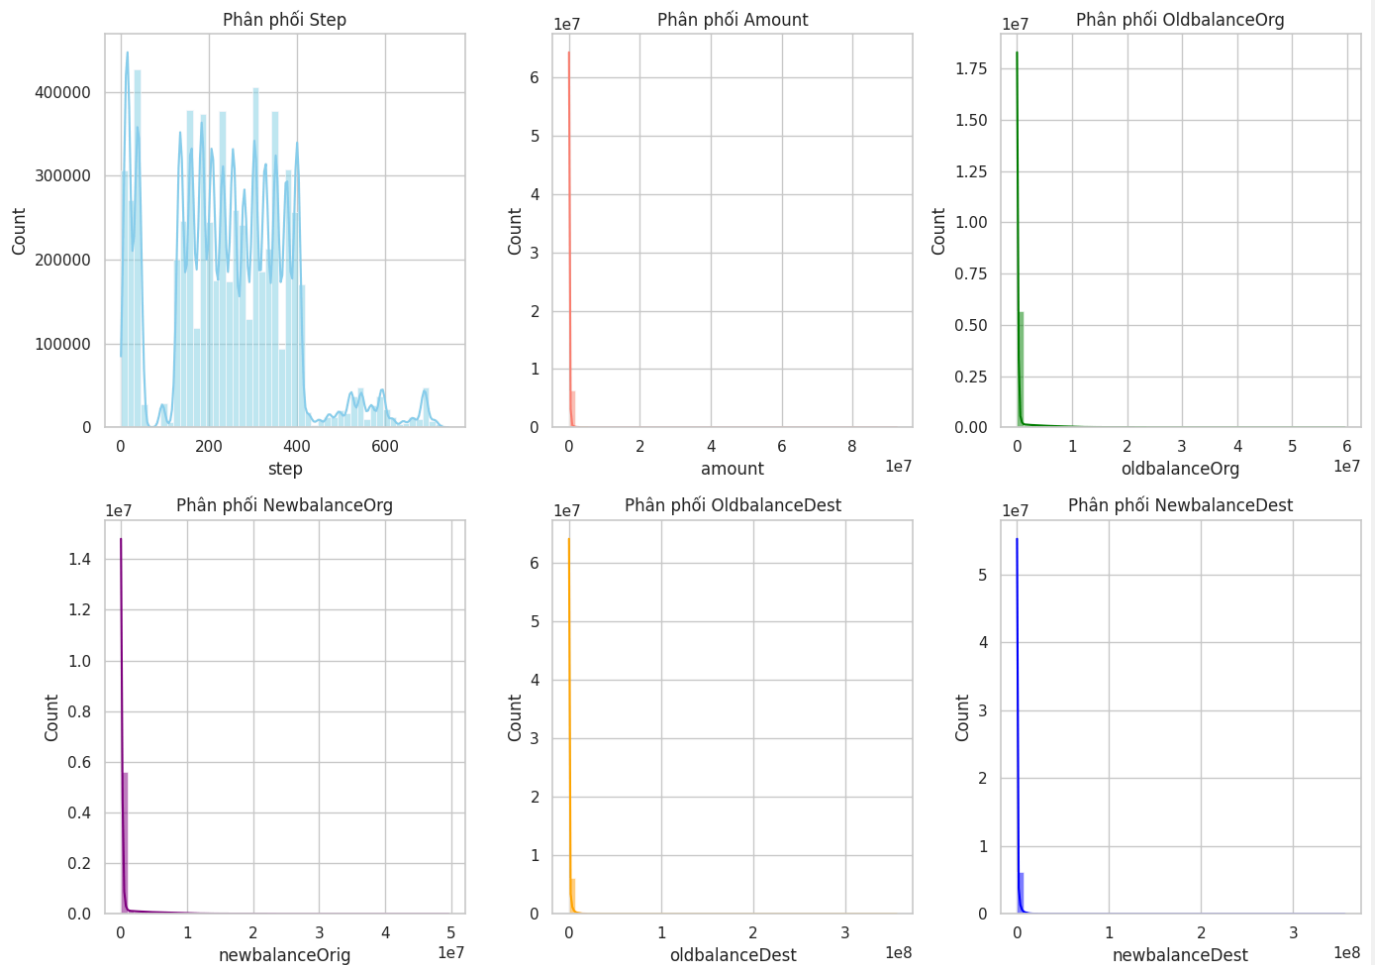 Phân phối Step
Count
400000
300000
200000
100000
0
0 200 400 600
step
Phân phối Amount
1e7
Count
6
5
4
3
2
1
0
0 2 4 6 8
1e7
amount
Phân phối OldbalanceOrg
1e7
Count
1.75
1.50
1.25
1.00
0.75
0.50
0.25
0.00
0 1 2 3 4 5 6
1e7
oldbalanceOrg
Phân phối NewbalanceOrg
1e7
Count
1.4
1.2
1.0
0.8
0.6
0.4
0.2
0.0
0 1 2 3 4 5
1e7
newbalanceOrig
Phân phối OldbalanceDest
1e7
Count
6
5
4
3
2
1
0
0 1 2 3
1e8
oldbalanceDest
Phân phối NewbalanceDest
1e7
Count
5
4
3
2
1
0
0 1 2 3
1e8
newbalanceDest